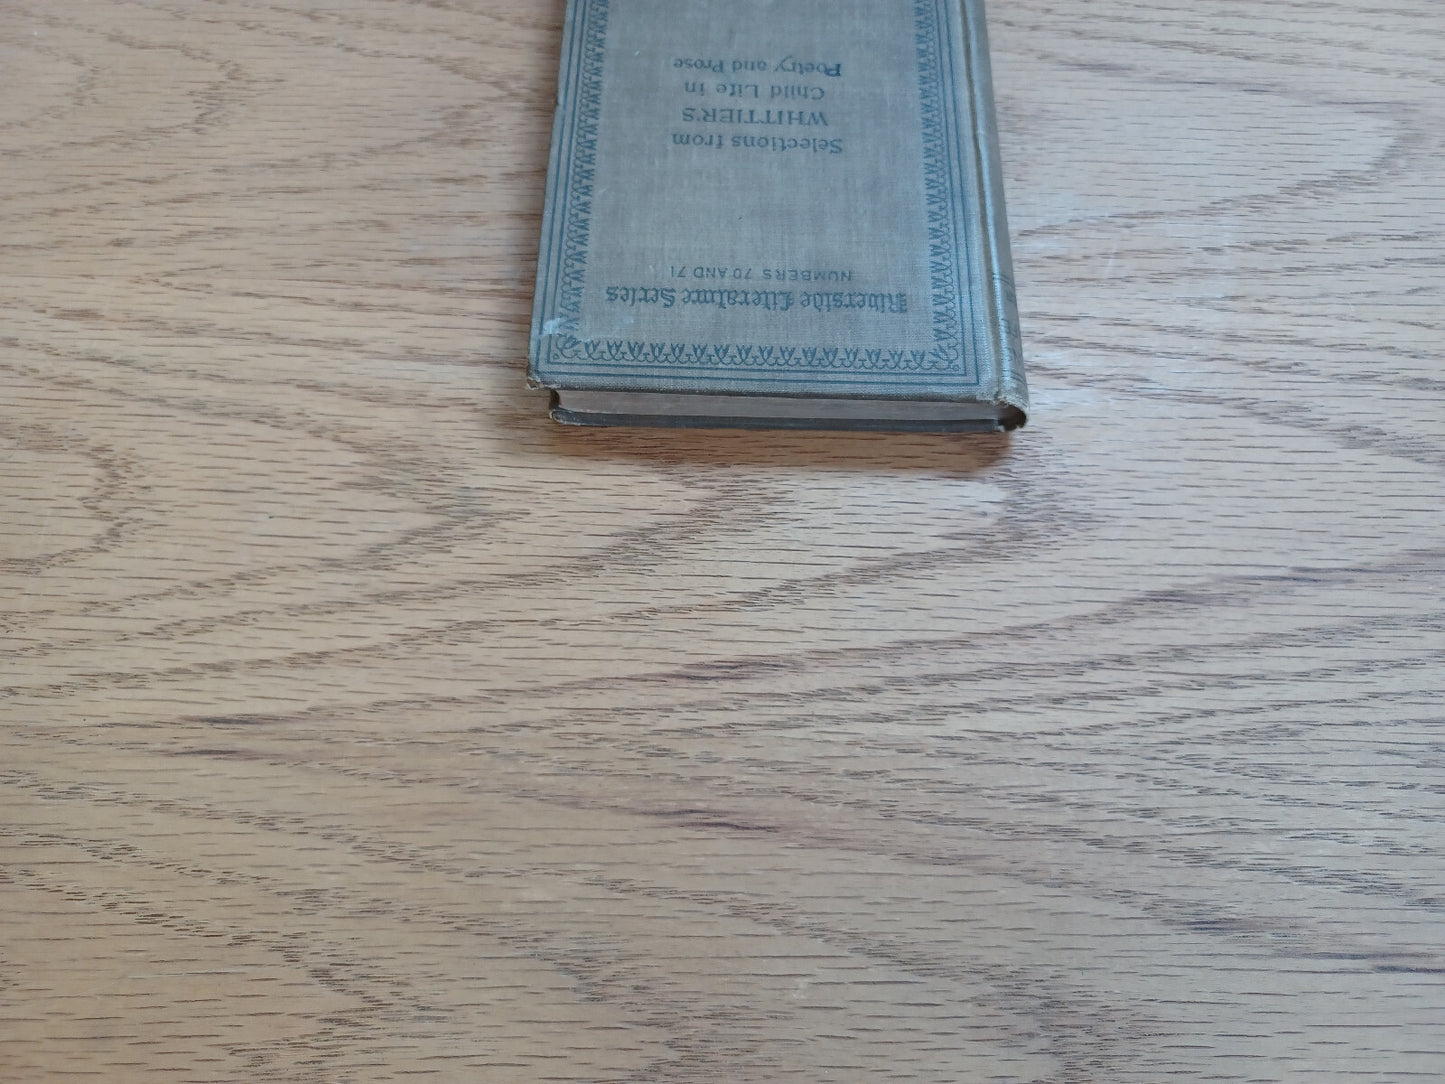 Riverside Literature Series
NUMBERS 70 AND 71
Selections from
WHITTIER'S
Child Life in
Poetry and Prose